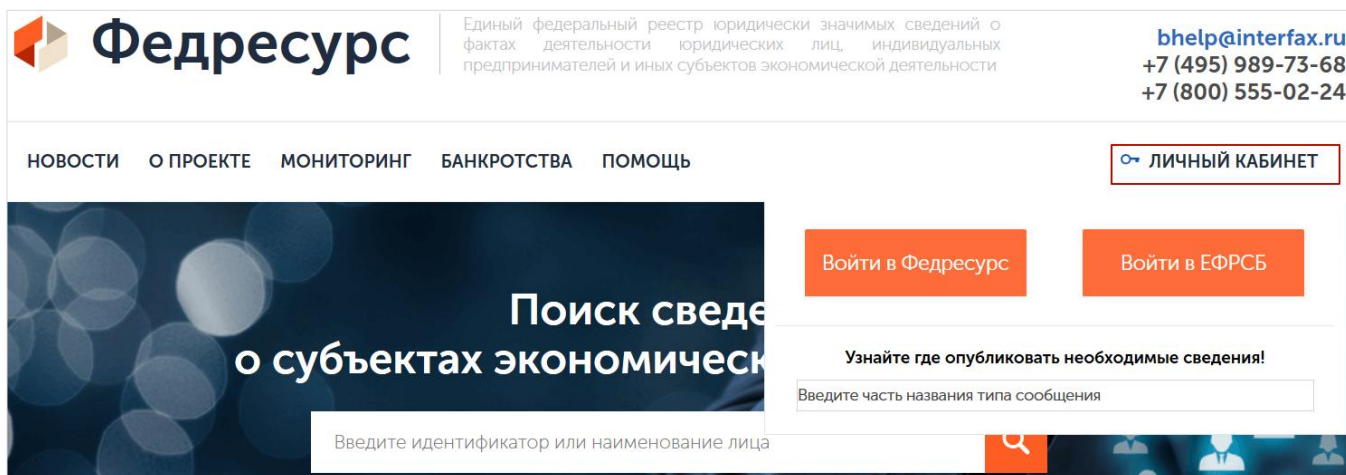 Федресурс
Единый федеральный реестр юридически значимых сведений о
фактах деятельности юридических лиц, индивидуальных
предпринимателей и иных субъектов экономической деятельности
bhelp@interfax.ru
+7 (495) 989-73-68
+7 (800) 555-02-24
НОВОСТИ О ПРОЕКТЕ МОНИТОРИНГ БАНКРОТСТВА ПОМОЩЬ ЛИЧНЫЙ КАБИНЕТ
Войти в Федресурс Войти в ЕФРСБ
Поиск сведе
о субъектах экономическ
Узнайте где опубликовать необходимые сведения!
Введите часть названия типа сообщения
Введите идентификатор или наименование лица